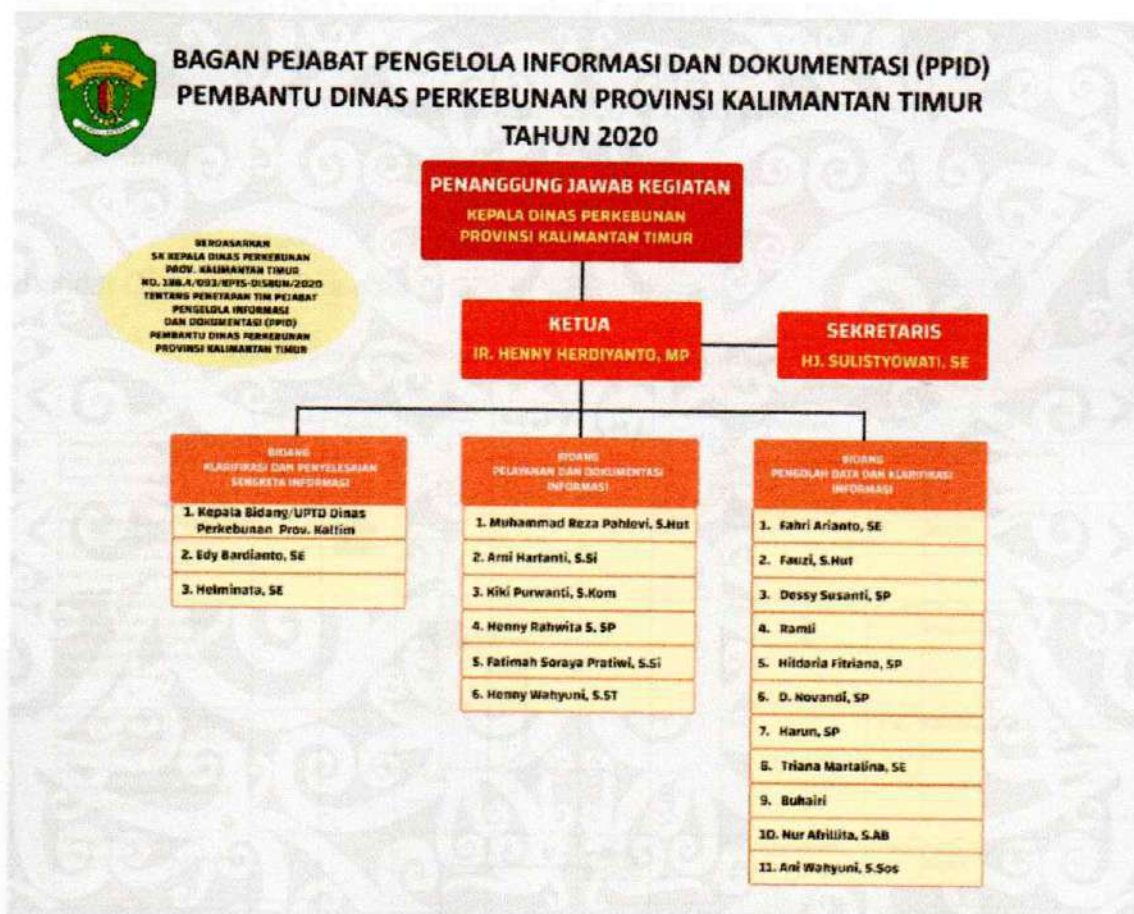 BAGAN PEJABAT PENGELOLA INFORMASI DAN DOKUMENTASI (PPID)
PEMBANTU DINAS PERKEBUNAN PROVINSI KALIMANTAN TIMUR
TAHUN 2020
PENANGGUNG JAWAB KEGIATAN
KEPALA DINAS PERKEBUNAN
PROVINSI KALIMANTAN TIMUR
BERDASARKAN
SK KEPALA DINAS PERKEBUNAN
PROV. KALIMANTAN TIMUR
NO. 188.4/093/KPTS-DISBUN/2020
TENTANG PENETAPAN TIM PEJABAT
PENGELOLA INFORMASI
DAN DOKUMENTASI (PPID)
PEMBANTU DINAS PERKEBUNAN
PROVINSI KALIMANTAN TIMUR
KETUA
IR. HENNY HERDIYANTO, MP
SEKRETARIS
HJ. SULISTYOWATI, SE
BIDANG
KLARIFIKASI DAN PENYELESAIAN
SENGKETA INFORMASI
1. Kepala Bidang/UPTD Dinas
Perkebunan Prov. Kaltim
2. Edy Bardianto, SE
3. Helminata, SE
BIDANG
PELAYANAN DAN DOKUMENTASI
INFORMASI
1. Muhammad Reza Pahlevi, S.Hut
2. Arni Hartanti, S.Si
3. Kiki Purwanti, S.Kom
4. Henny Rahwita S. SP
5. Fatimah Soraya Pratiwi, S.Si
6. Henny Wahyuni, S.ST
BIDANG
PENGOLAH DATA DAN KLARIFIKASI
INFORMASI
1. Fahri Arianto, SE
2. Fauzi, S.Hut
3. Dessy Susanti, SP
4. Ramli
5. Hildaria Fitriana, SP
6. D. Novandi, SP
7. Harun, SP
8. Triana Martalina, SE
9. Buhairi
10. Nur Afrillita, S.AB
11. Ani Wahyuni, S.Sos